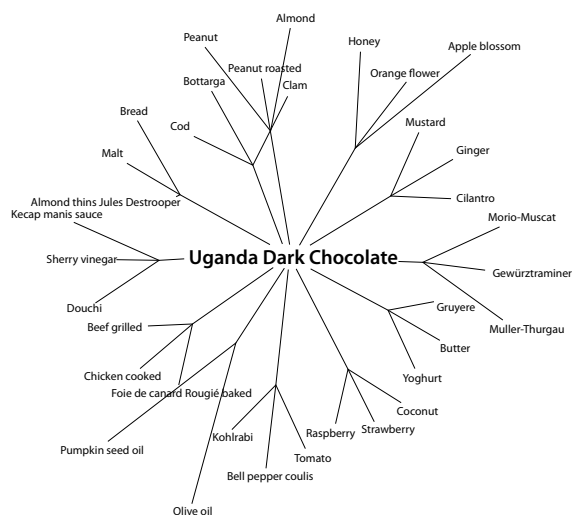 Almond
Peanut
Honey
Apple blossom
Peanut roasted
Orange flower
Bottarga
Clam
Bread
Cod
Mustard
Malt
Ginger
Almond thins Jules Destrooper
Cilantro
Kecap manis sauce
Morio-Muscat
Sherry vinegar
Uganda Dark Chocolate
Gewürztraminer
Douchi
Gruyere
Beef grilled
Muller-Thurgau
Butter
Chicken cooked
Yoghurt
Foie de canard Rougié baked
Coconut
Kohlrabi
Raspberry
Strawberry
Pumpkin seed oil
Tomato
Bell pepper coulis
Olive oil